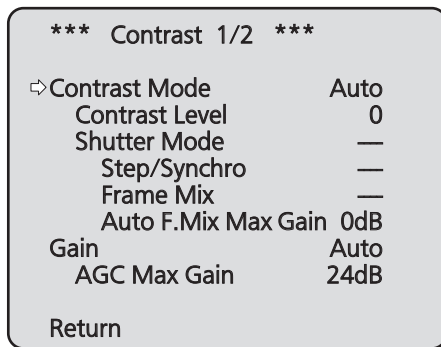 *** Contrast 1/2 ***
⇨Contrast Mode Auto
Contrast Level 0
Shutter Mode —
Step/Synchro —
Frame Mix —
Auto F.Mix Max Gain 0dB
Gain Auto
AGC Max Gain 24dB
Return